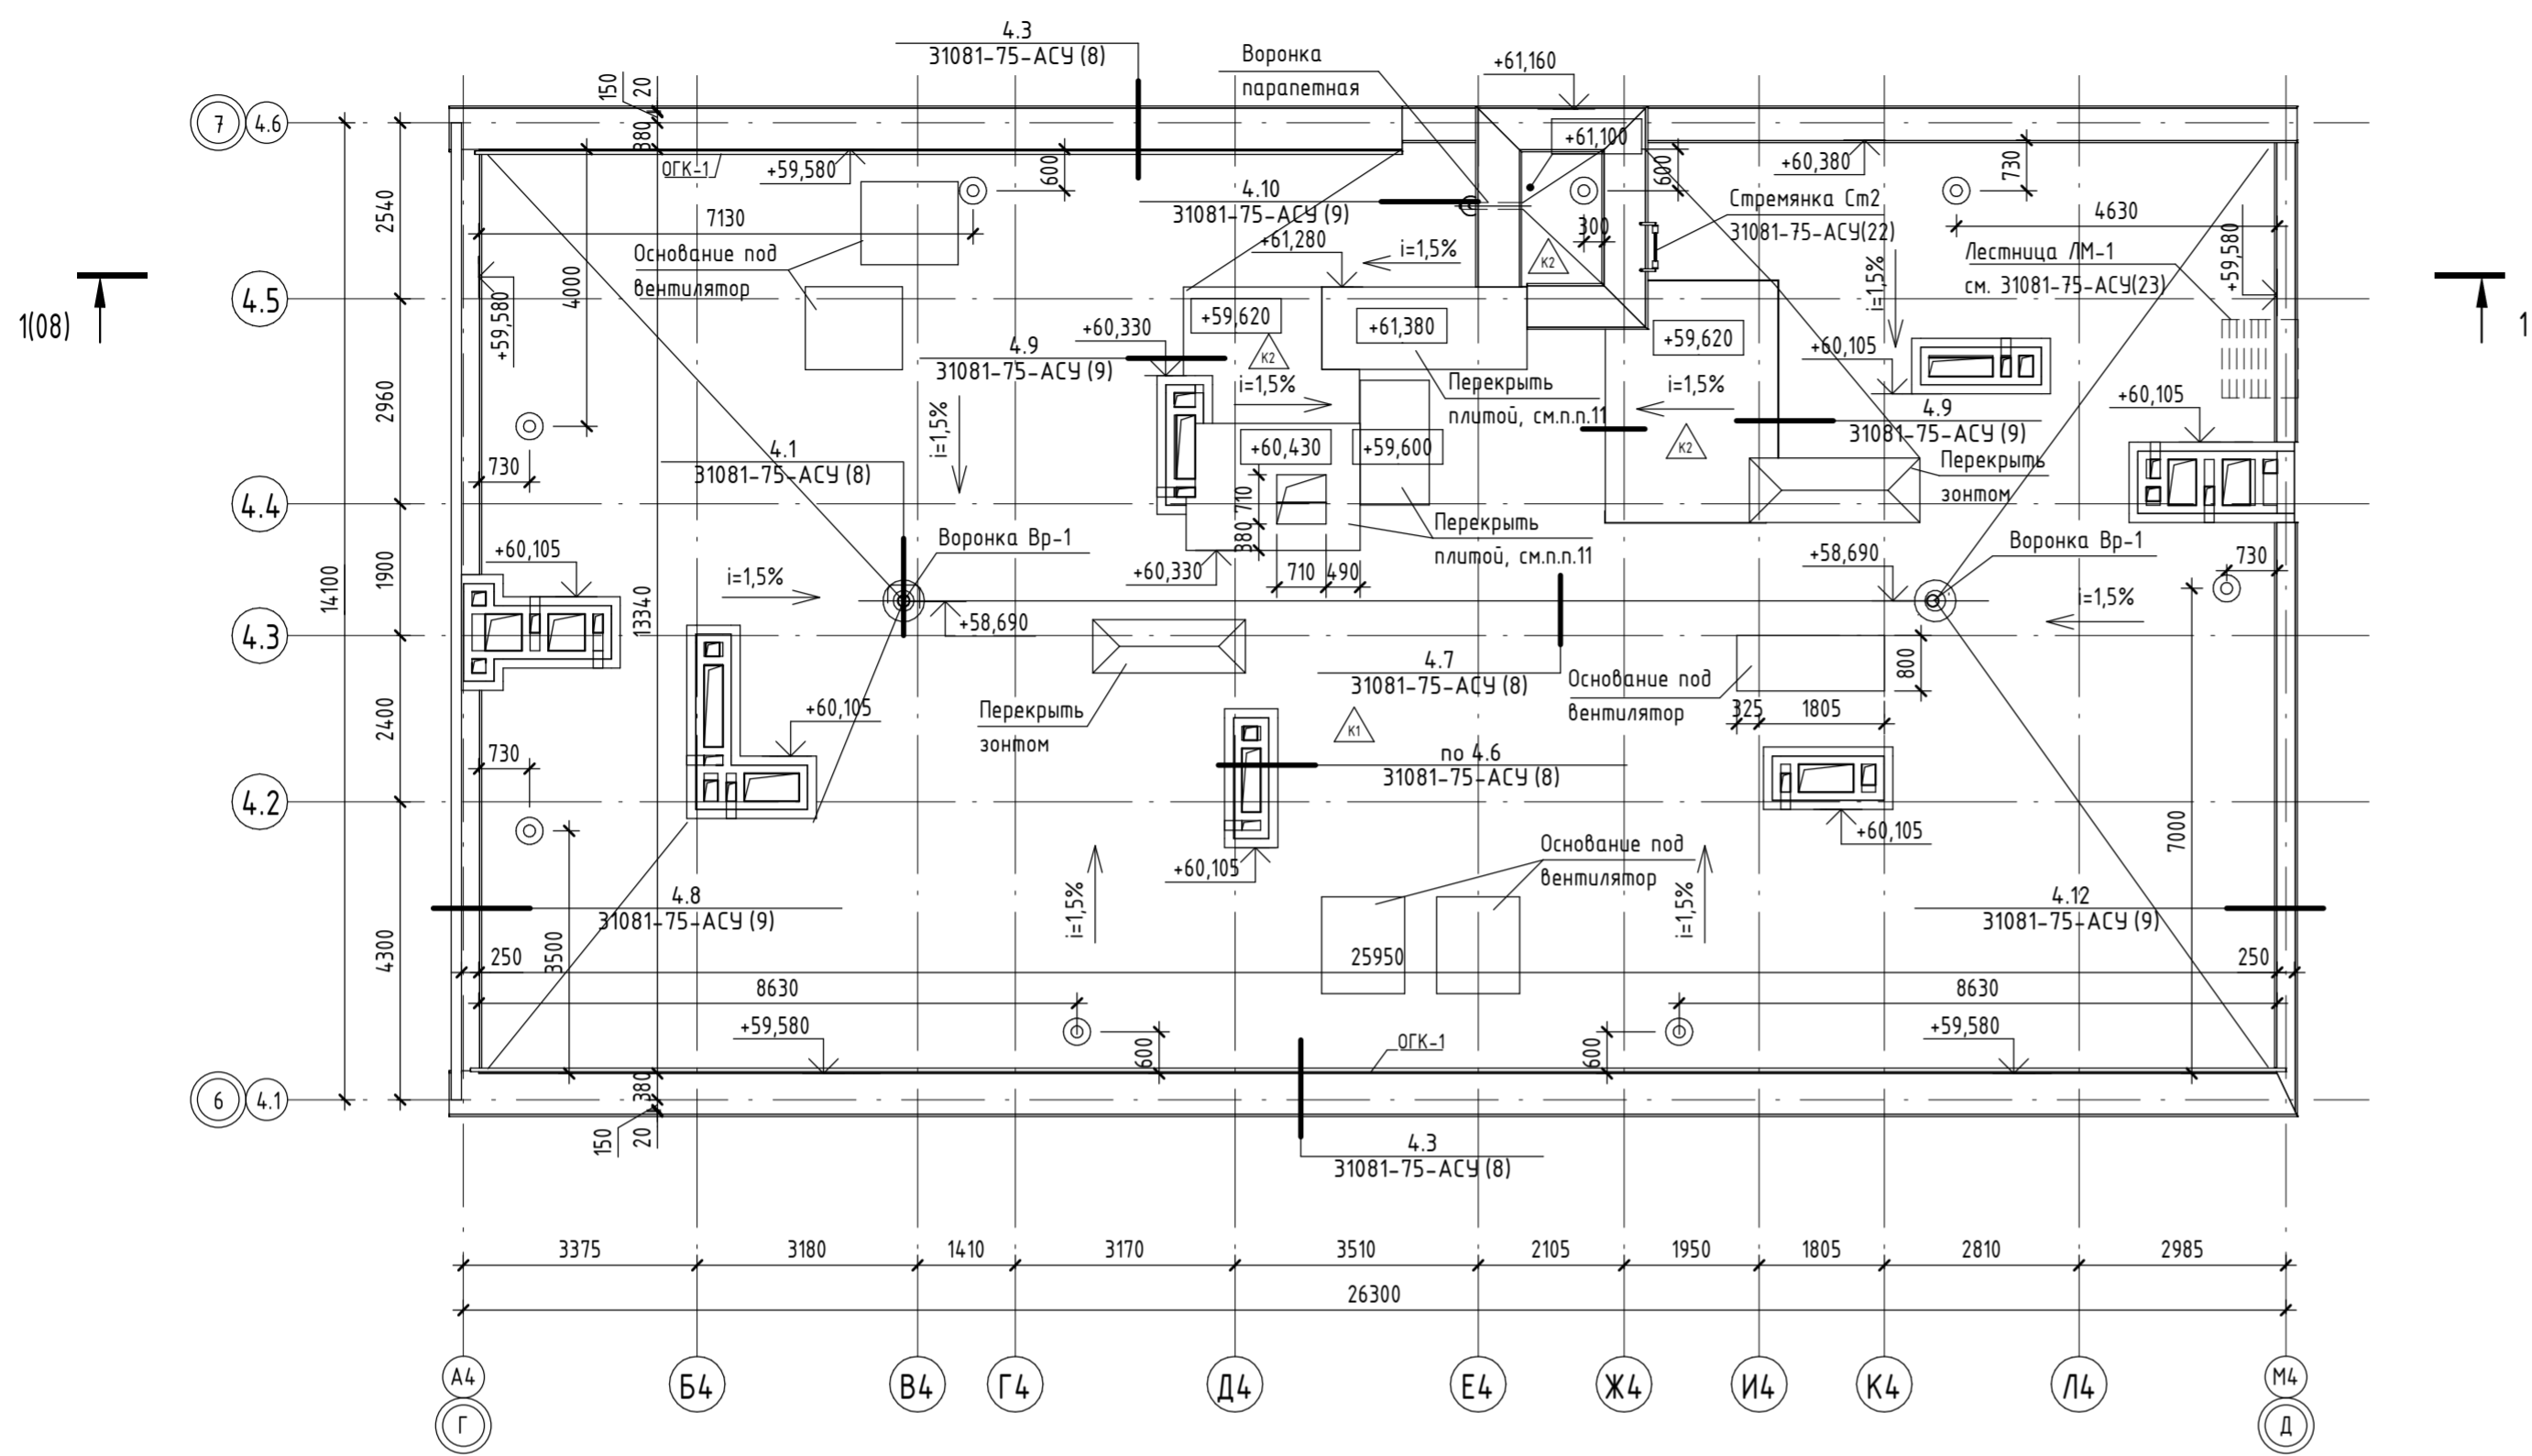 4.3
31081-75-АСУ (8)
Воронка
парапетная
+61,160
150
20
380
7
4.6
ОГК-1
+59,580
600
+61,100
600
+60,380
730
4.10
31081-75-АСУ (9)
Стремянка Ст2
31081-75-АСУ(22)
4630
2540
7130
300
+61,280
i=1,5%
К2
Лестница ЛМ-1
см. 31081-75-АСУ(23)
+59,580
Основание под
вентилятор
4000
i=1,5%
1(08)
4.5
+59,580
+59,620
+61,380
+59,620
1
+60,330
К2
+60,105
4.9
31081-75-АСУ (9)
i=1,5%
Перекрыть
плитой, см.п.п.11
i=1,5%
2960
+60,105
4.9
31081-75-АСУ (9)
i=1,5%
4.1
31081-75-АСУ (8)
+60,430
+59,600
К2
Перекрыть
зонтом
730
4.4
710
380
Перекрыть
плитой, см.п.п.11
Воронка Вр-1
Воронка Вр-1
+60,105
+60,330
710
490
+58,690
730
1900
14100
13340
i=1,5%
i=1,5%
4.3
+58,690
4.7
31081-75-АСУ (8)
Основание под
вентилятор
800
325
1805
2400
+60,105
Перекрыть
зонтом
К1
730
по 4.6
31081-75-АСУ (8)
4.2
+60,105
+60,105
7000
Основание под
вентилятор
4.8
31081-75-АСУ (9)
i=1,5%
i=1,5%
4.12
31081-75-АСУ (9)
4300
3500
250
25950
250
8630
8630
+59,580
600
ОГК-1
600
+59,580
6
4.1
380
150
20
4.3
31081-75-АСУ (8)
3375
3180
1410
3170
3510
2105
1950
1805
2810
2985
26300
А4
Б4
В4
Г4
Д4
Е4
Ж4
И4
К4
Л4
М4
Г
Д